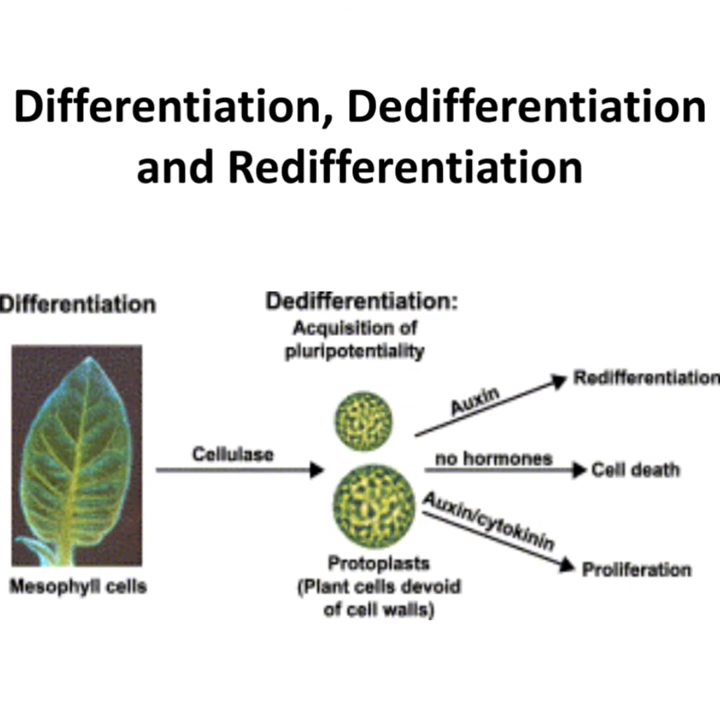 Differentiation, Dedifferentiation
and Redifferentiation
Differentiation
Dedifferentiation:
Acquisition of
pluripotentiality
Mesophyll cells
Cellulase
Protoplasts
(Plant cells devoid
of cell walls)
Auxin
Redifferentiation
no hormones
Cell death
Auxin/cytokinin
Proliferation